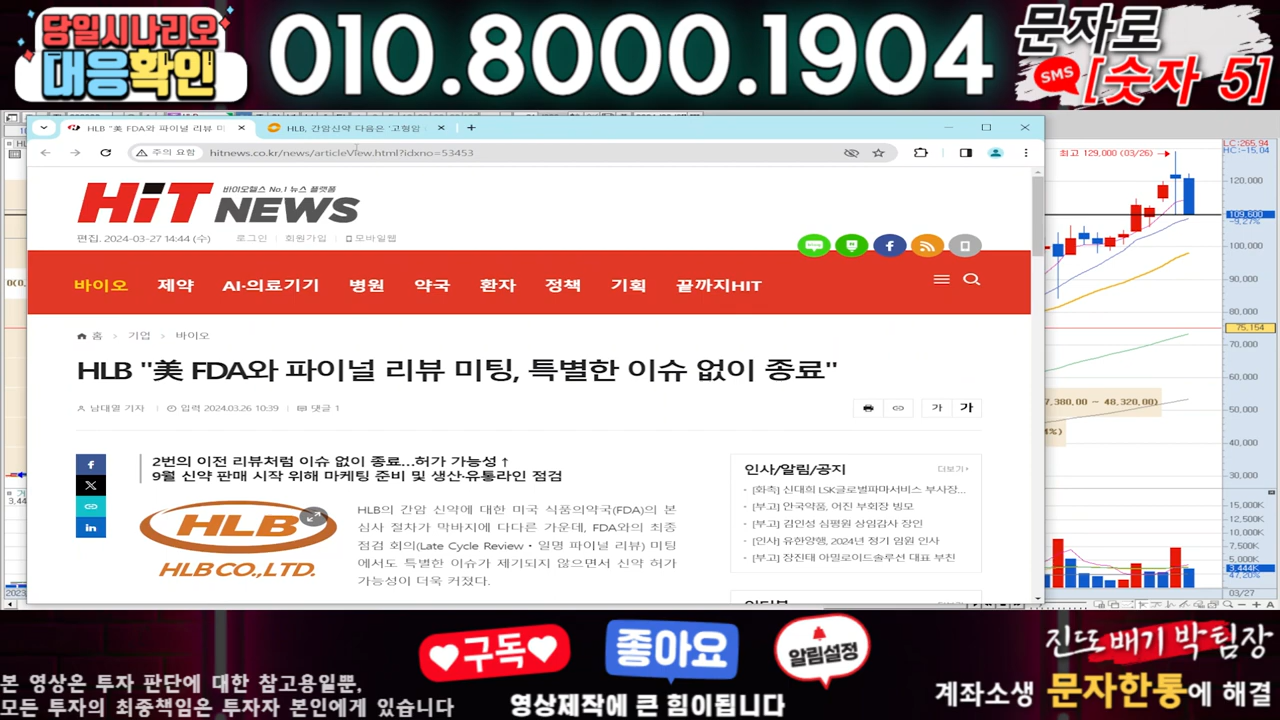 당일시나리오
대응확인
010.8000.1904
문자로
SMS [숫자 5]
HLB "美 FDA와 파이널 리뷰 미
HLB, 간암신약 다음은 '고형암
주의 요함
hitnews.co.kr/news/articleView.html?idxno=53453
HiT NEWS
바이오헬스 No.1 뉴스 플랫폼
편집. 2024-03-27 14:44 (수)
로그인
회원가입
모바일웹
바이오 제약 AI·의료기기 병원 약국 환자 정책 기획 끝까지HIT
홈 > 기업 > 바이오
HLB "美 FDA와 파이널 리뷰 미팅, 특별한 이슈 없이 종료"
남대열 기자
입력 2024.03.26 10:39
댓글 1
가 가
2번의 이전 리뷰처럼 이슈 없이 종료…허가 가능성↑
9월 신약 판매 시작 위해 마케팅 준비 및 생산·유통라인 점검
HLB
HLB CO.,LTD.
HLB의 간암 신약에 대한 미국 식품의약국(FDA)의 본
심사 절차가 막바지에 다다른 가운데, FDA와의 최종
점검 회의(Late Cycle Review·일명 파이널 리뷰) 미팅
에서도 특별한 이슈가 제기되지 않으면서 신약 허가
가능성이 더욱 커졌다.
인사/알림/공지
더보기
[화촉] 신대희 LSK글로벌파마서비스 부사장...
[부고] 안국약품, 어진 부회장 빙모
[부고] 김인성 심평원 상임감사 장인
[인사] 유한양행, 2024년 정기 임원 인사
[부고] 장진태 아밀로이드솔루션 대표 부친
LC:265.94
HC:-15.04
최고 129,000 (03/26)
120,000
109,600
-9.27%
100,000
90,000
80,000
75,154
70,000
60,000
7,380.00 ~ 48,320.00)
50,000
40,000
30,000
15,000K
12,500K
10,000K
7,500K
5,000K
3,444K
47.20%
03/27
구독
좋아요
알림설정
영상제작에 큰 힘이됩니다
본 영상은 투자 판단에 대한 참고용일뿐,
모든 투자의 최종책임은 투자자 본인에게 있습니다
진또배기 박팀장
계좌소생 문자한통에 해결